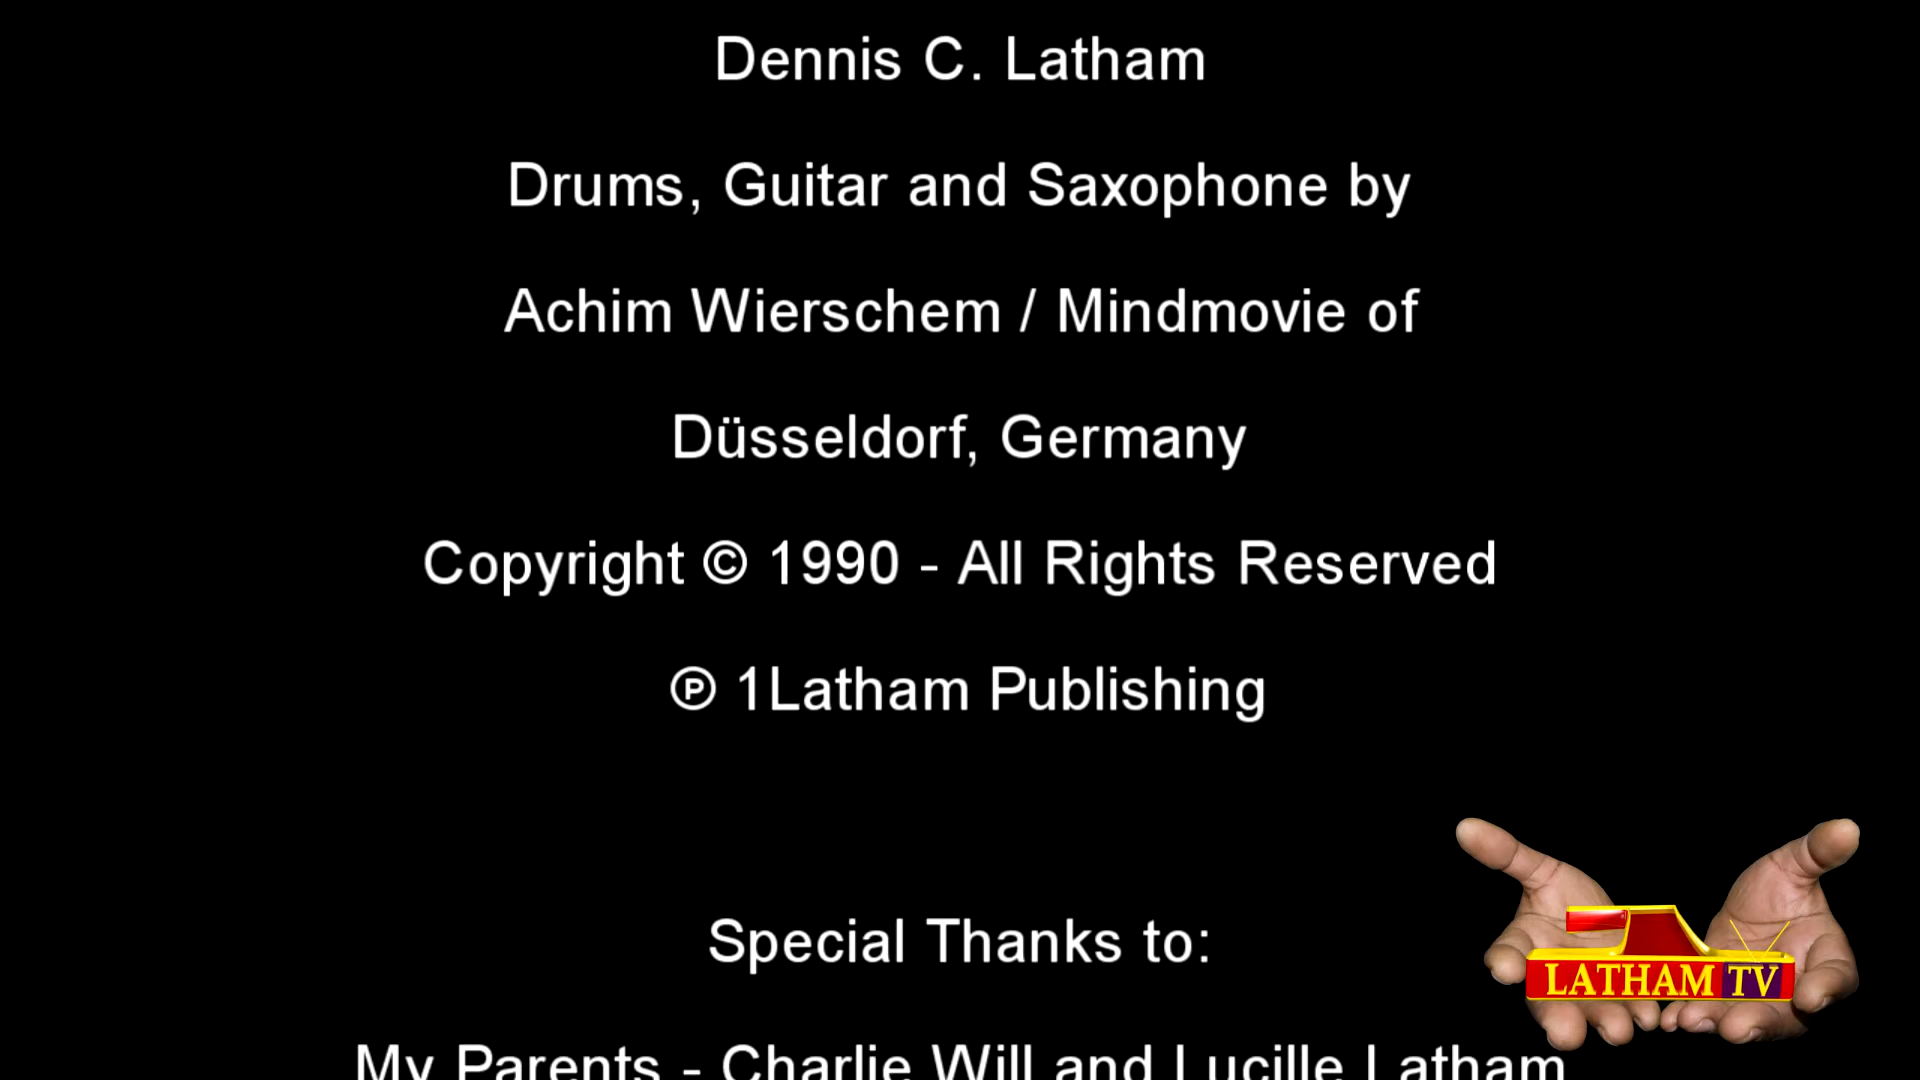 Dennis C. Latham
Drums, Guitar and Saxophone by
Achim Wierschem / Mindmovie of
Düsseldorf, Germany
Copyright © 1990 - All Rights Reserved
℗ 1Latham Publishing
Special Thanks to:
My Parents - Charlie Will and Lucille Latham
LATHAM TV